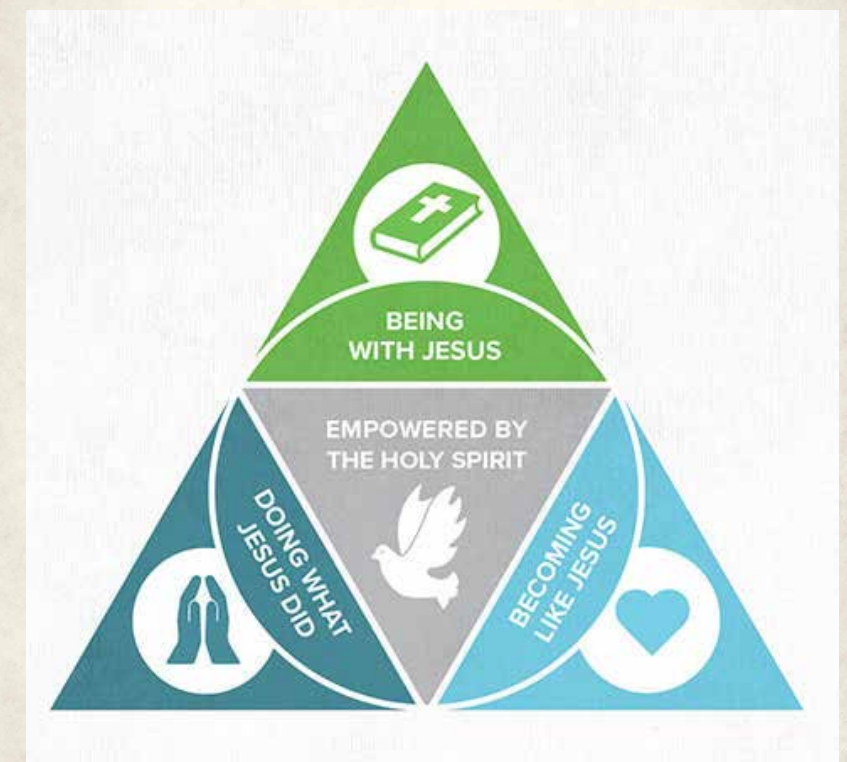 BEING
WITH JESUS
EMPOWERED BY
THE HOLY SPIRIT
DOING WHAT
JESUS DID
BECOMING
LIKE JESUS